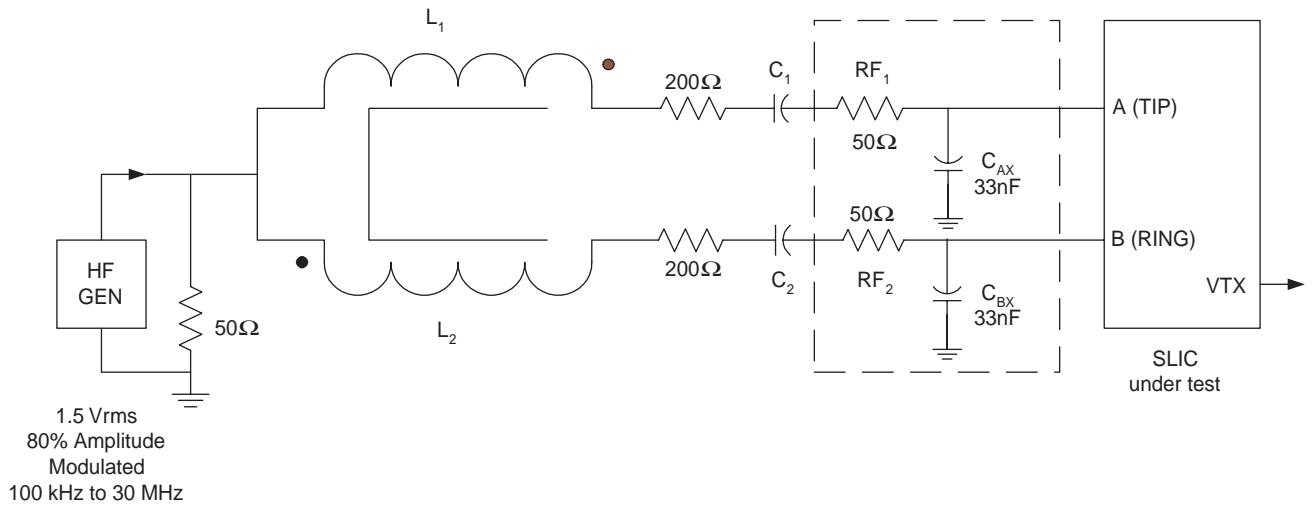 L1
200Ω
C1
RF1
50Ω
A (TIP)
CAX
33nF
HF
GEN
50Ω
L2
200Ω
C2
50Ω
RF2
B (RING)
CBX
33nF
VTX
SLIC
under test
1.5 Vrms
80% Amplitude
Modulated
100 kHz to 30 MHz